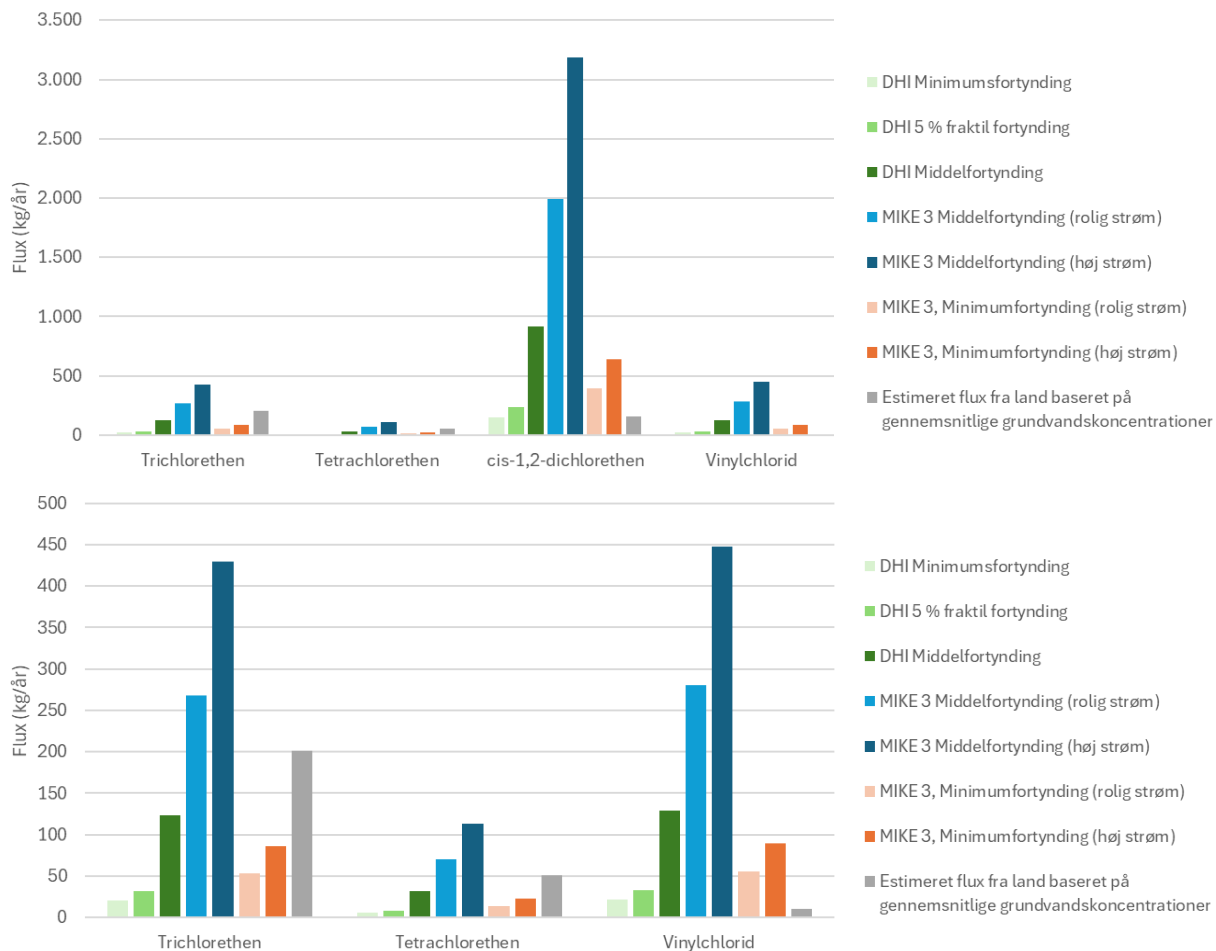 3.500
3.000
2.500
2.000
1.500
1.000
500
0
Flux (kg/år)
Trichlorethen
Tetrachlorethen
cis-1,2-dichlorethen
Vinylchlorid
DHI Minimumsfortynding
DHI 5 % fraktil fortynding
DHI Middelfortynding
MIKE 3 Middelfortynding (rolig strøm)
MIKE 3 Middelfortynding (høj strøm)
MIKE 3, Minimumfortynding (rolig strøm)
MIKE 3, Minimumfortynding (høj strøm)
Estimeret flux fra land baseret på
gennemsnitlige grundvandskoncentrationer
500
450
400
350
300
250
200
150
100
50
0
Flux (kg/år)
Trichlorethen
Tetrachlorethen
Vinylchlorid
DHI Minimumsfortynding
DHI 5 % fraktil fortynding
DHI Middelfortynding
MIKE 3 Middelfortynding (rolig strøm)
MIKE 3 Middelfortynding (høj strøm)
MIKE 3, Minimumfortynding (rolig strøm)
MIKE 3, Minimumfortynding (høj strøm)
Estimeret flux fra land baseret på
gennemsnitlige grundvandskoncentrationer